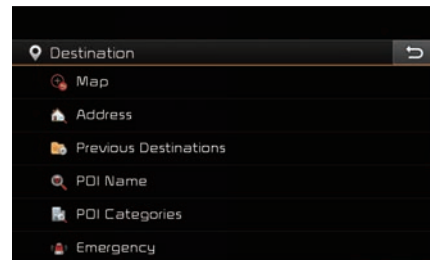 Destination
Map
Address
Previous Destinations
POI Name
POI Categories
Emergency